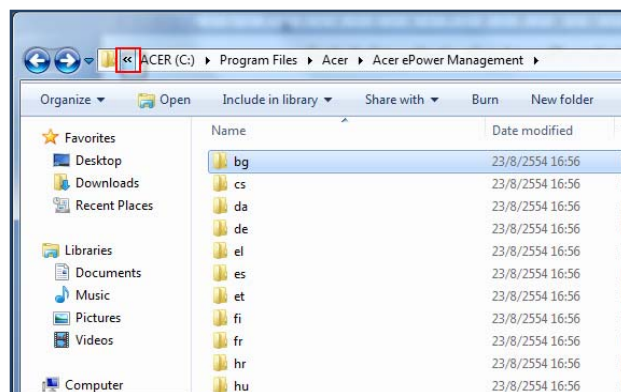 « ACER (C:) ▸ Program Files ▸ Acer ▸ Acer ePower Management ▸
Organize ▾ Open Include in library ▾ Share with ▾ Burn New folder
Favorites
Desktop
Downloads
Recent Places
Libraries
Documents
Music
Pictures
Videos
Computer
Name Date modified
bg 23/8/2554 16:56
cs 23/8/2554 16:56
da 23/8/2554 16:56
de 23/8/2554 16:56
el 23/8/2554 16:56
es 23/8/2554 16:56
et 23/8/2554 16:56
fi 23/8/2554 16:56
fr 23/8/2554 16:56
hr 23/8/2554 16:56
hu 23/8/2554 16:56